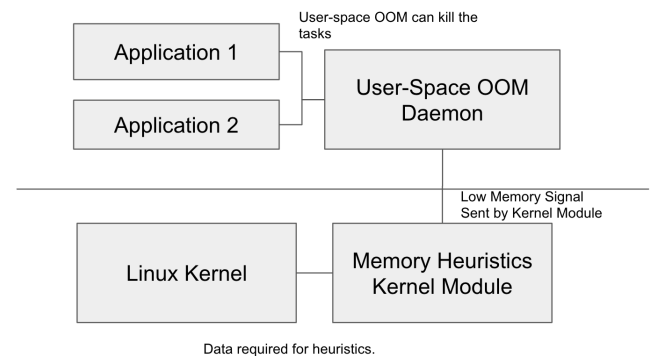 User-space OOM can kill the
tasks
Application 1
Application 2
User-Space OOM
Daemon
Low Memory Signal
Sent by Kernel Module
Linux Kernel
Memory Heuristics
Kernel Module
Data required for heuristics.